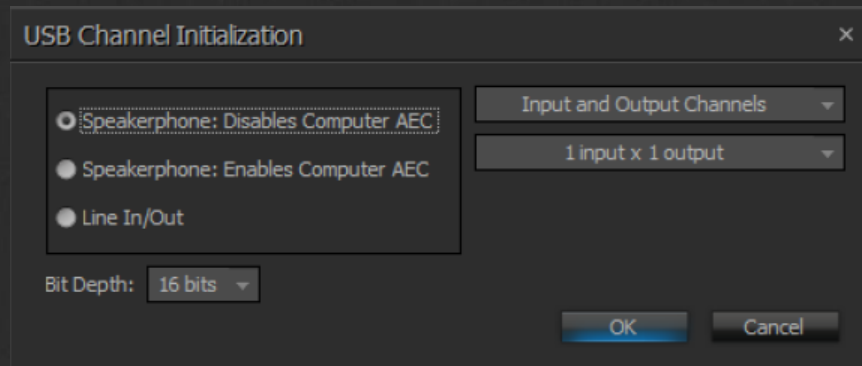 USB Channel Initialization
Speakerphone: Disables Computer AEC
Speakerphone: Enables Computer AEC
Line In/Out
Input and Output Channels
1 input x 1 output
Bit Depth: 16 bits
OK Cancel